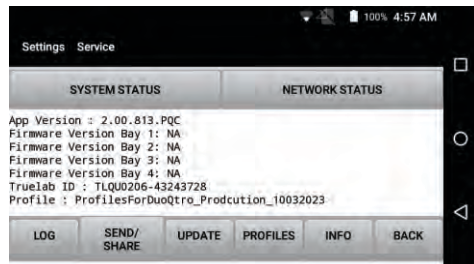 100% 4:57 AM
Settings Service
SYSTEM STATUS NETWORK STATUS
App Version : 2.00.813.PQC
Firmware Version Bay 1: NA
Firmware Version Bay 2: NA
Firmware Version Bay 3: NA
Firmware Version Bay 4: NA
Truelab ID : TLQU0206-43243728
Profile : ProfilesForDuoQtro_Prodcution_10032023
LOG SEND/ UPDATE PROFILES INFO BACK
SHARE